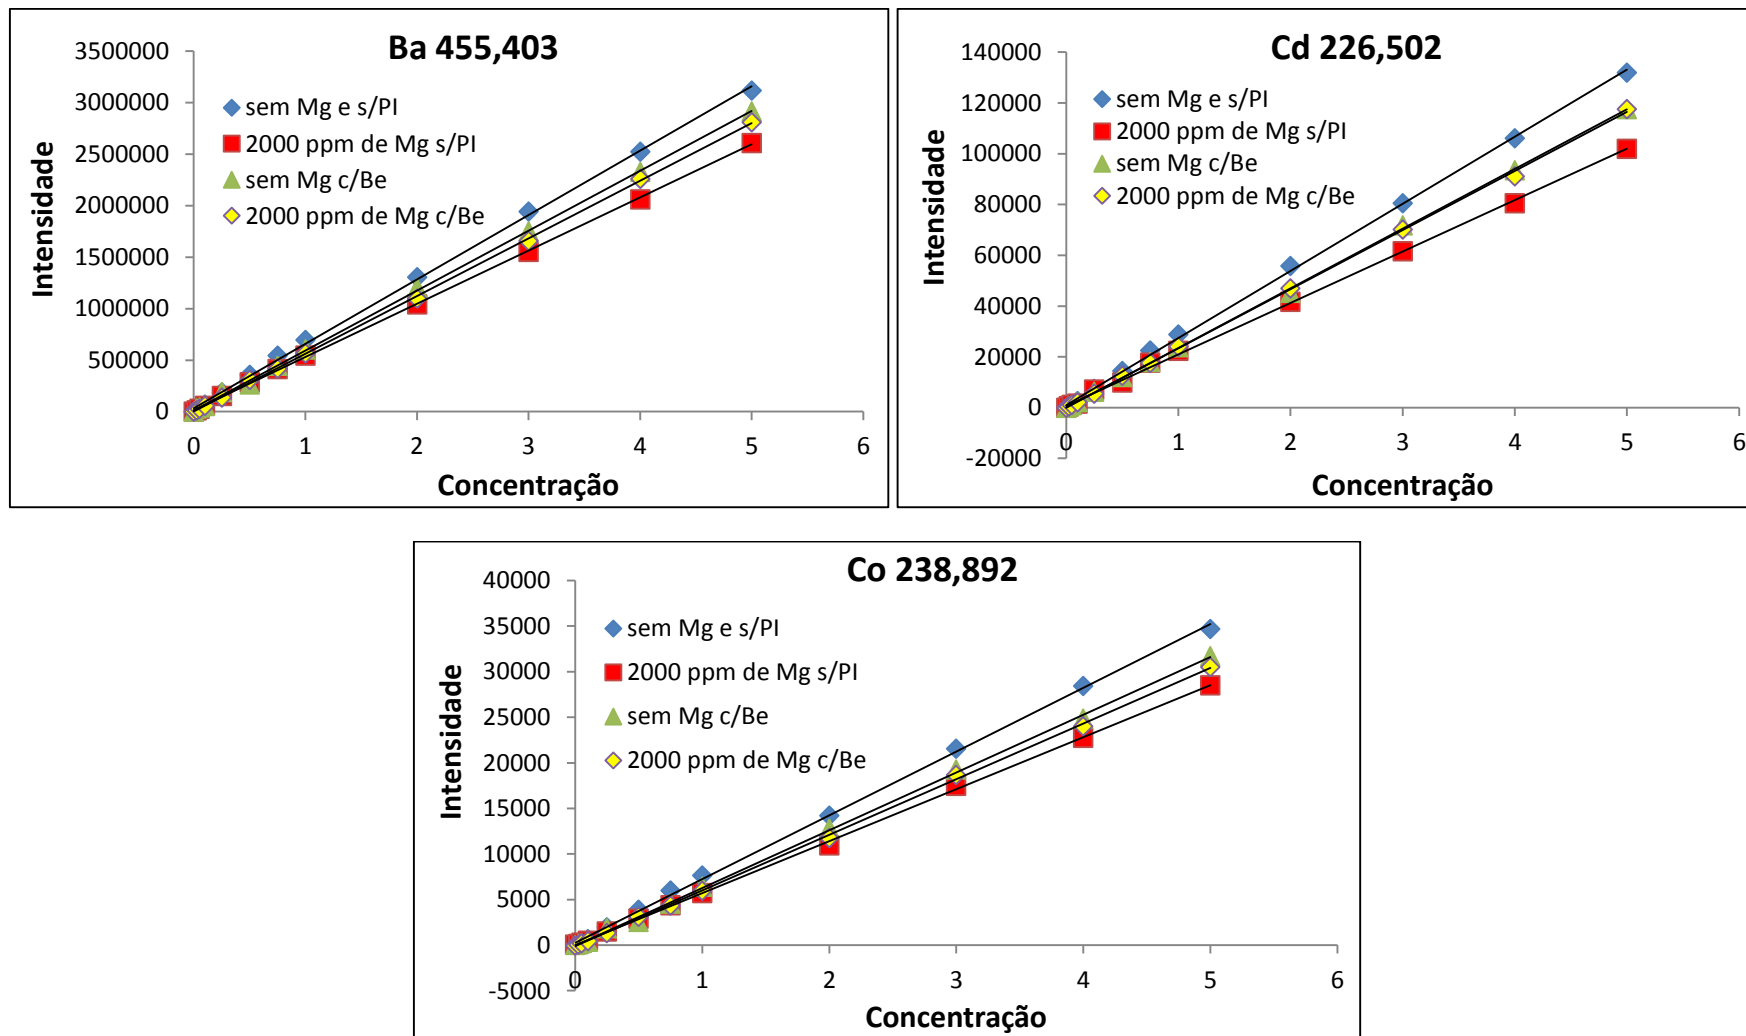 Ba 455,403
3500000
3000000
2500000
2000000
1500000
1000000
500000
0
Intensidade
sem Mg e s/PI
2000 ppm de Mg s/PI
sem Mg c/Be
2000 ppm de Mg c/Be
0 1 2 3 4 5 6
Concentração
Cd 226,502
140000
120000
100000
80000
60000
40000
20000
0
-20000
Intensidade
sem Mg e s/PI
2000 ppm de Mg s/PI
sem Mg c/Be
2000 ppm de Mg c/Be
0 1 2 3 4 5 6
Concentração
Co 238,892
40000
35000
30000
25000
20000
15000
10000
5000
0
-5000
Intensidade
sem Mg e s/PI
2000 ppm de Mg s/PI
sem Mg c/Be
2000 ppm de Mg c/Be
0 1 2 3 4 5 6
Concentração